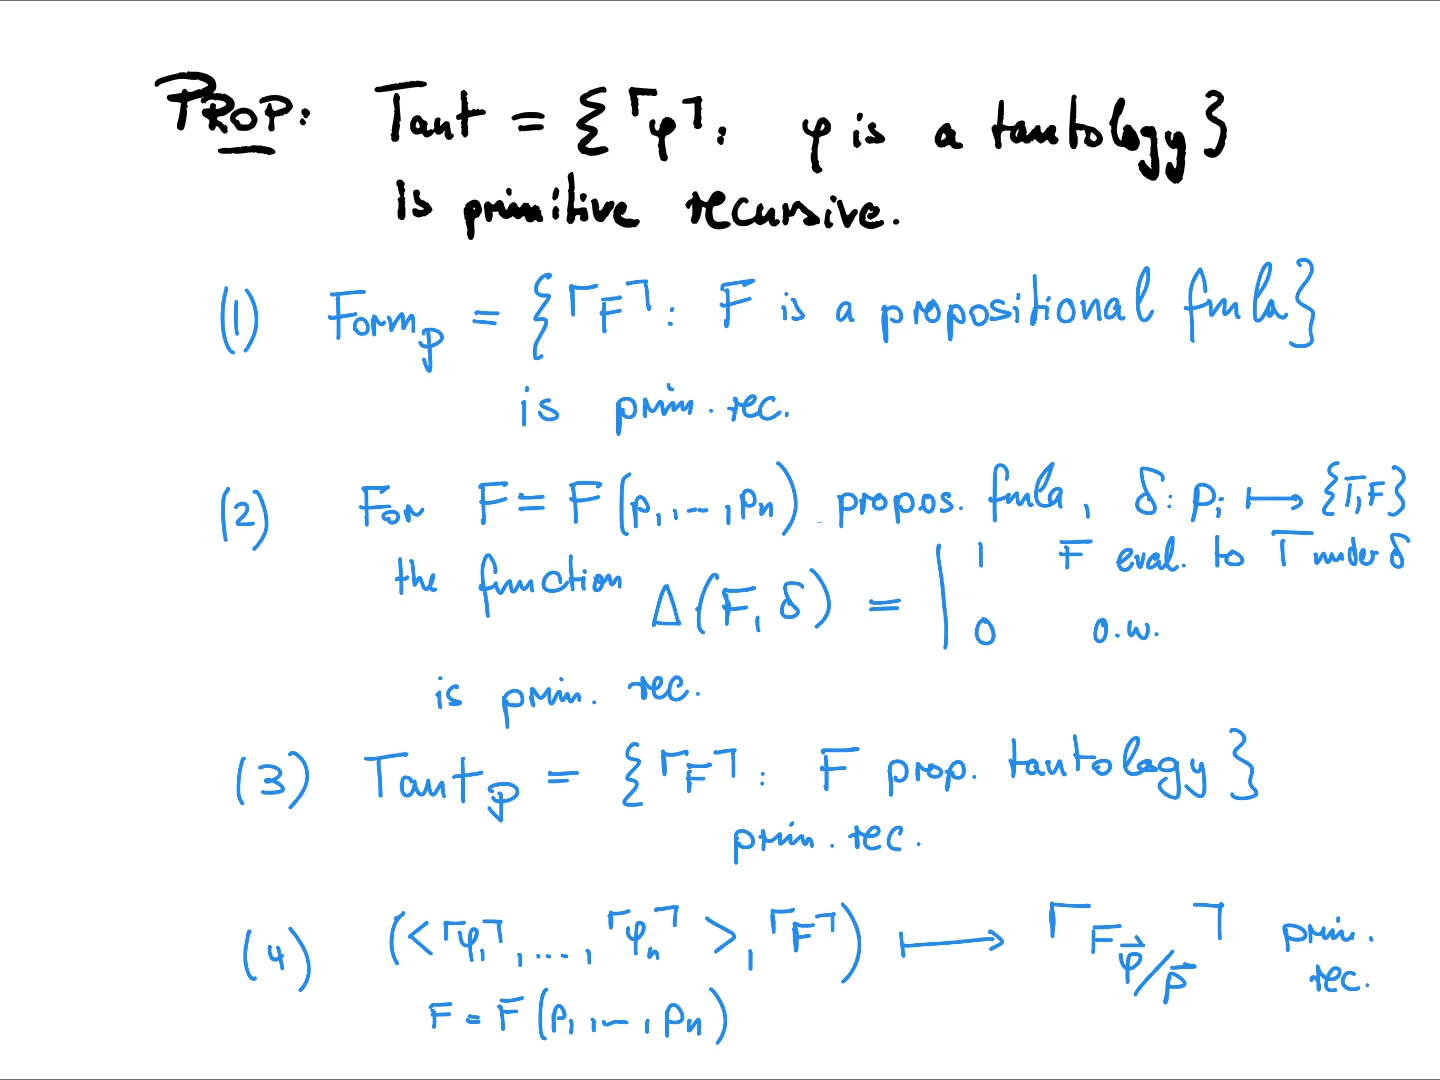 PROP: Taut = {⌜φ⌝: φ is a tautology}
is primitive recursive.
(1) Form_p = {⌜F⌝: F is a propositional fmla}
is prim. rec.
(2) For F = F(p₁,..,pₙ) propos. fmla, δ: pᵢ ↦ {T,F}
the function Δ(F, δ) = | 1 F eval. to T under δ
0 o.w.
is prim. rec.
(3) Taut_p = {⌜F⌝: F prop. tautology}
prim. rec.
(4) (<⌜φ₁⌝, ..., ⌜φₙ⌝>, ⌜F⌝) ⟼ ⌜F_{φ⃗/p⃗}⌝ prim.
rec.
F = F(p₁,..,pₙ)